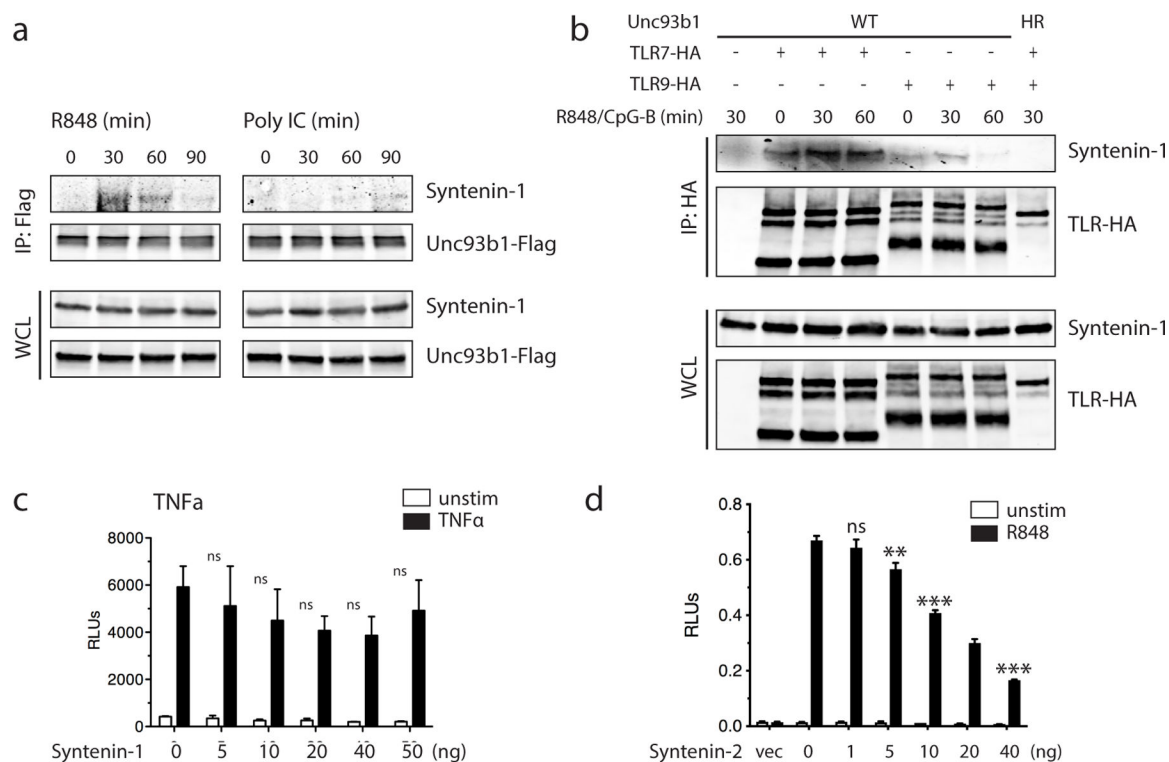 a
R848 (min)
Poly IC (min)
0 30 60 90
0 30 60 90
IP: Flag
Syntenin-1
Unc93b1-Flag
WCL
Syntenin-1
Unc93b1-Flag
b
Unc93b1 WT HR
TLR7-HA - + + + - - - +
TLR9-HA - - - - + + + +
R848/CpG-B (min) 30 0 30 60 0 30 60 30
IP: HA
Syntenin-1
TLR-HA
WCL
Syntenin-1
TLR-HA
c
TNFa
unstim
TNFα
RLUs
8000
6000
4000
2000
0
ns ns ns ns ns
Syntenin-1 0 5 10 20 40 50 (ng)
d
unstim
R848
RLUs
0.8
0.6
0.4
0.2
0.0
ns ** *** ***
Syntenin-2 vec 0 1 5 10 20 40 (ng)